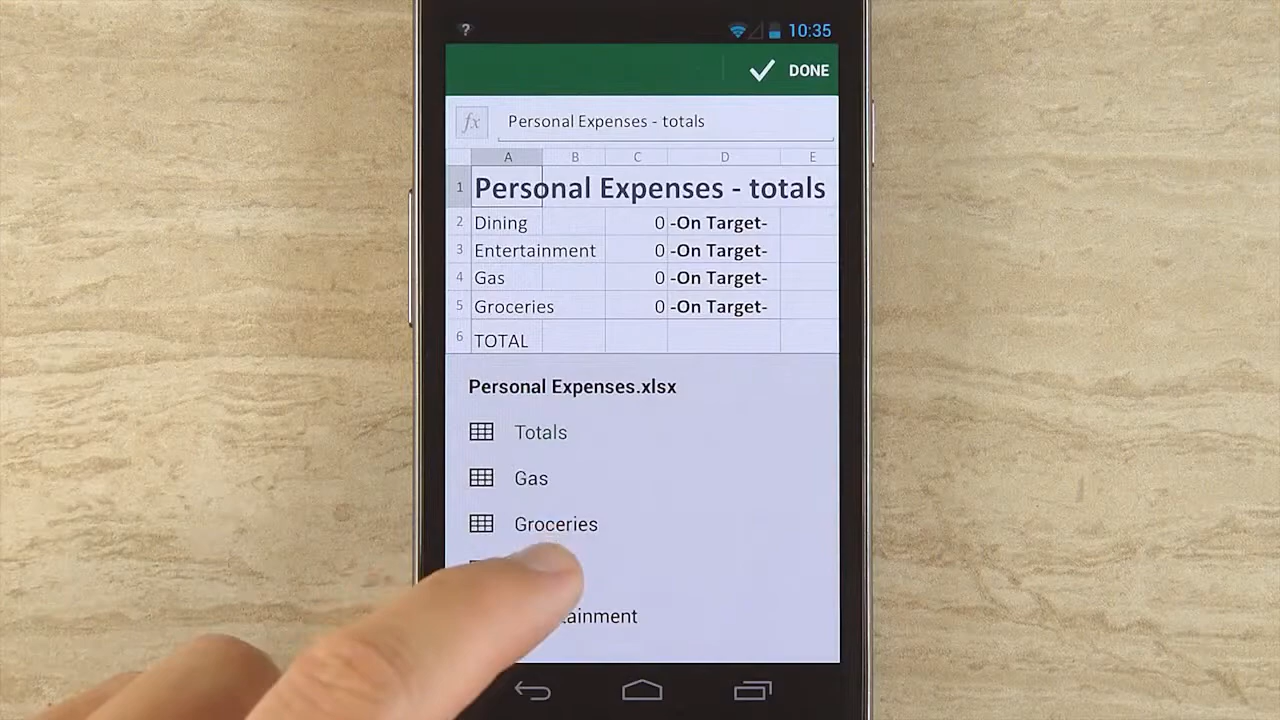 ? 10:35
DONE
fx Personal Expenses - totals
A B C D E
1 Personal Expenses - totals
2 Dining 0 -On Target-
3 Entertainment 0 -On Target-
4 Gas 0 -On Target-
5 Groceries 0 -On Target-
6 TOTAL
Personal Expenses.xlsx
Totals
Gas
Groceries
tainment